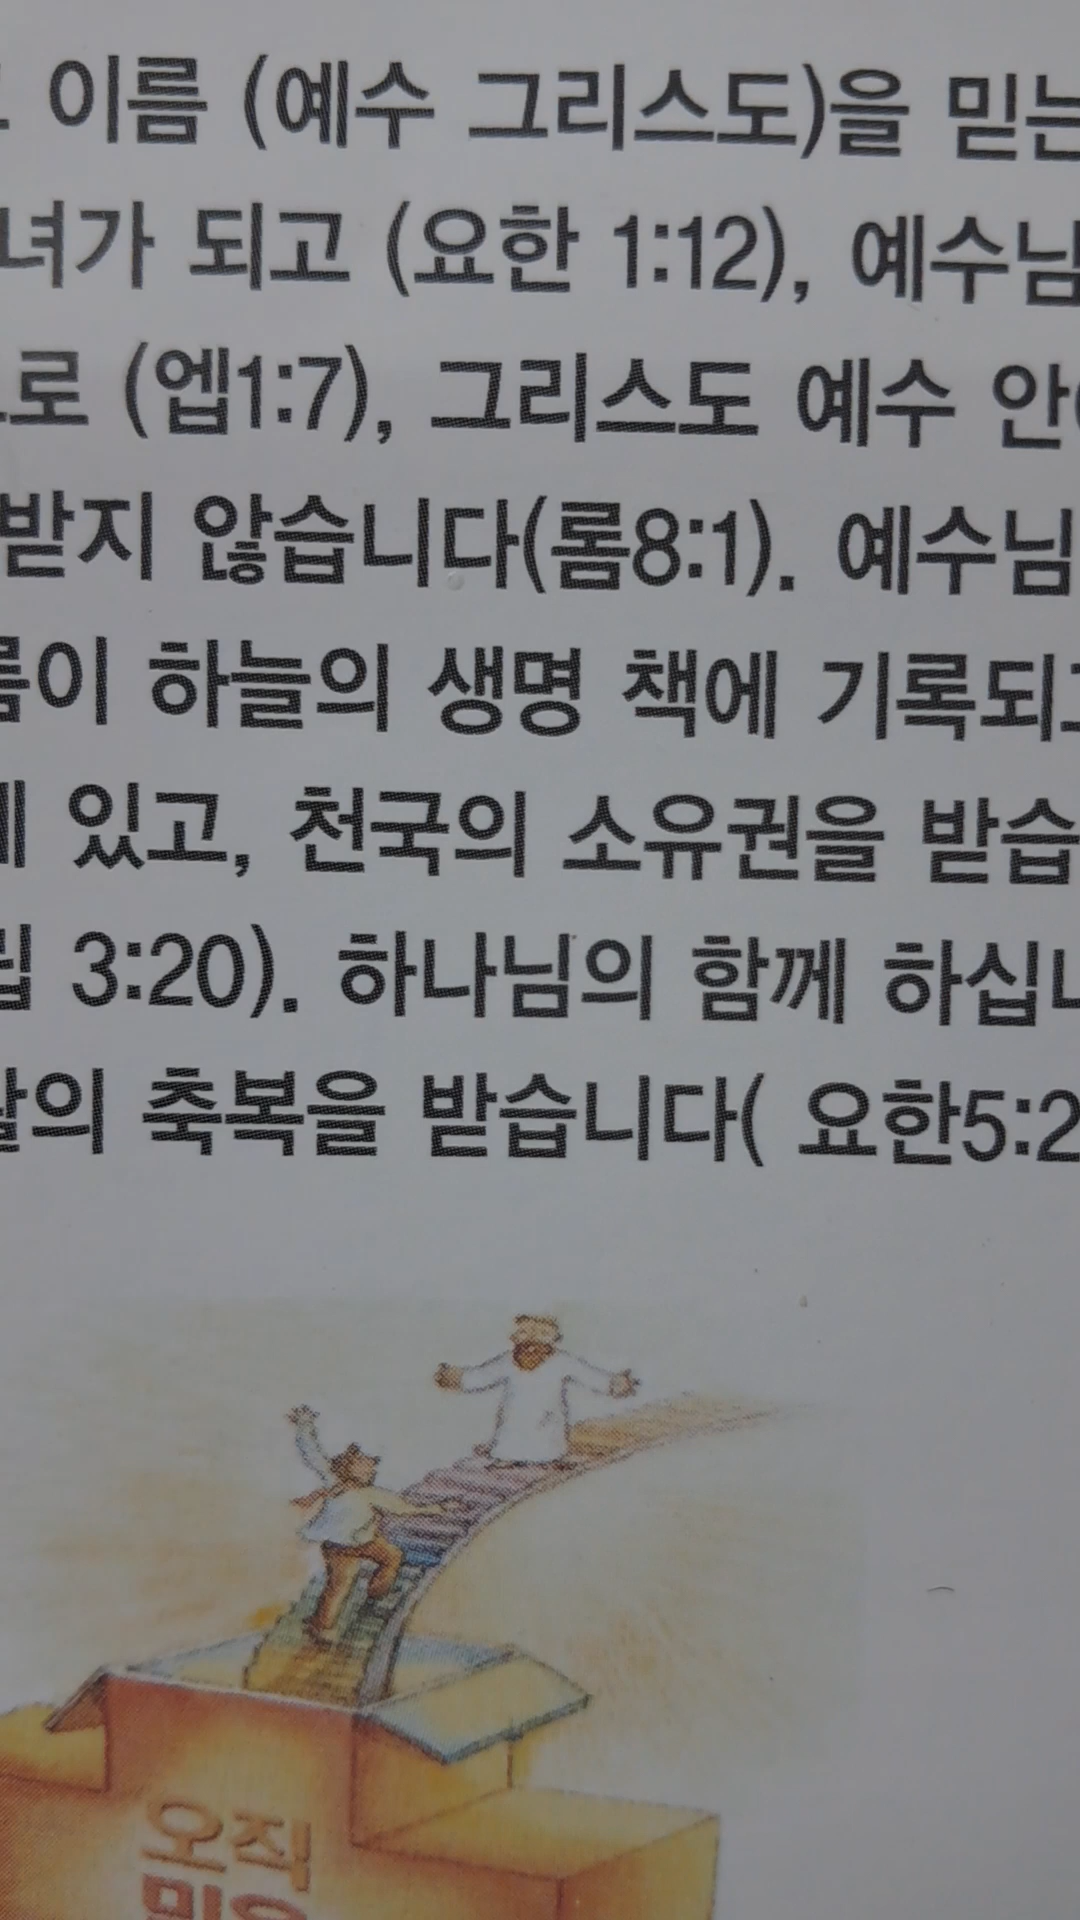 이름 (예수 그리스도)을 믿는
녀가 되고 (요한 1:12), 예수님
로 (엡1:7), 그리스도 예수
받지 않습니다(롬8:1). 예수님
이 하늘의 생명 책에 기록되고
있고, 천국의 소유권을 받습
3:20). 하나님의 함께 하십니
의 축복을 받습니다( 요한5:2
오직
믿음